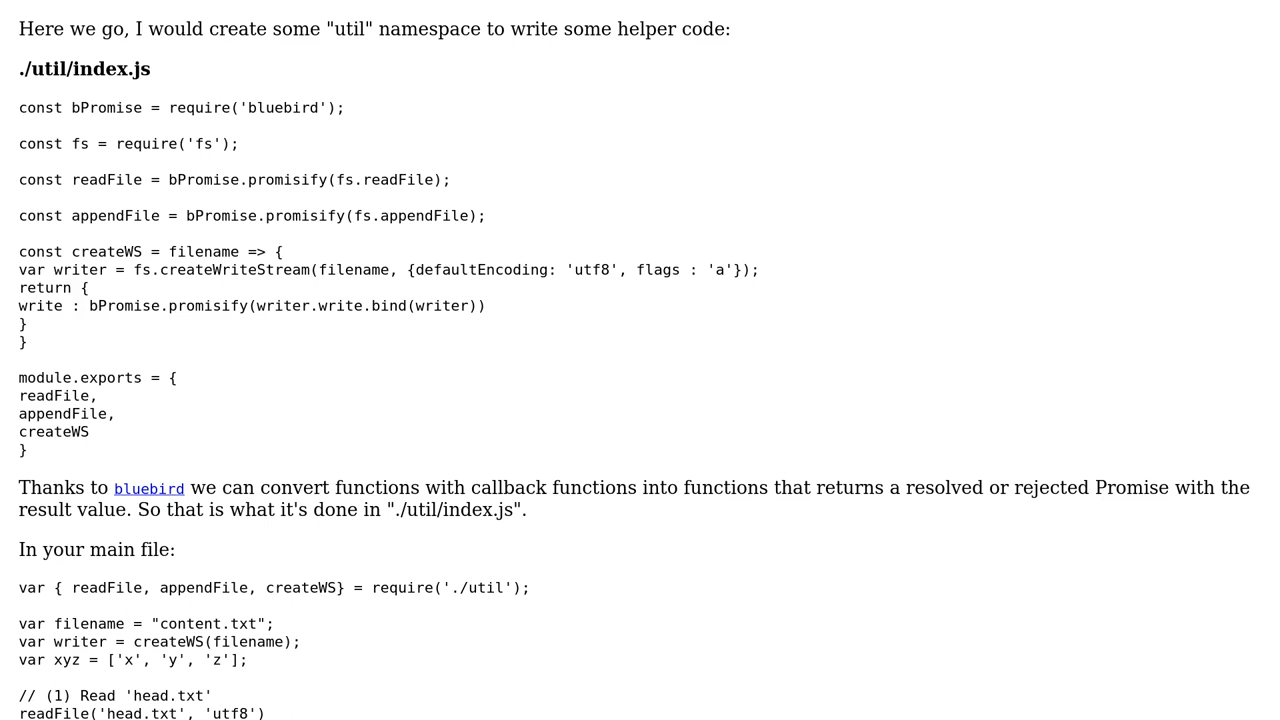 Here we go, I would create some "util" namespace to write some helper code:
./util/index.js
const bPromise = require('bluebird');
const fs = require('fs');
const readFile = bPromise.promisify(fs.readFile);
const appendFile = bPromise.promisify(fs.appendFile);
const createWS = filename => {
var writer = fs.createWriteStream(filename, {defaultEncoding: 'utf8', flags : 'a'});
return {
write : bPromise.promisify(writer.write.bind(writer))
}
}
module.exports = {
readFile,
appendFile,
createWS
}
Thanks to bluebird we can convert functions with callback functions into functions that returns a resolved or rejected Promise with the
result value. So that is what it's done in "./util/index.js".
In your main file:
var { readFile, appendFile, createWS} = require('./util');
var filename = "content.txt";
var writer = createWS(filename);
var xyz = ['x', 'y', 'z'];
// (1) Read 'head.txt'
readFile('head.txt', 'utf8')